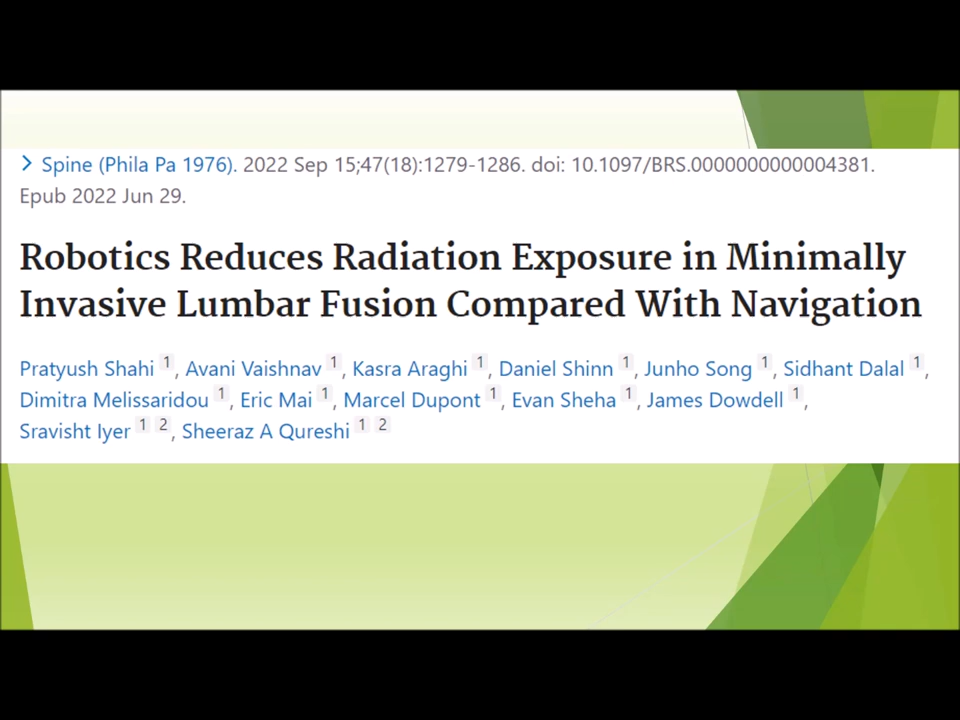 > Spine (Phila Pa 1976). 2022 Sep 15;47(18):1279-1286. doi: 10.1097/BRS.0000000000004381.
Epub 2022 Jun 29.
Robotics Reduces Radiation Exposure in Minimally
Invasive Lumbar Fusion Compared With Navigation
Pratyush Shahi 1, Avani Vaishnav 1, Kasra Araghi 1, Daniel Shinn 1, Junho Song 1, Sidhant Dalal 1,
Dimitra Melissaridou 1, Eric Mai 1, Marcel Dupont 1, Evan Sheha 1, James Dowdell 1,
Sravisht Iyer 1 2, Sheeraz A Qureshi 1 2